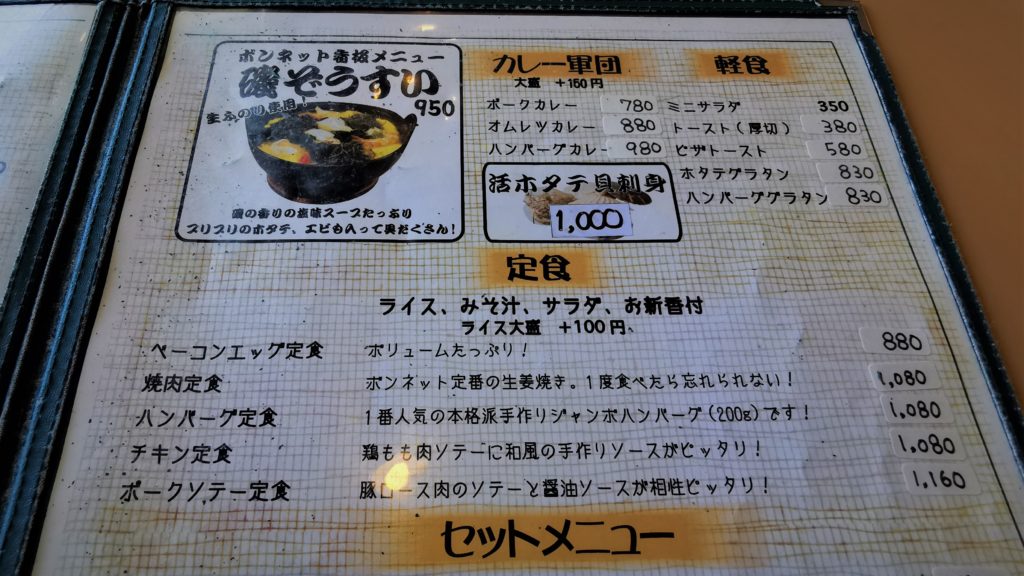 ボンネット看板メニュー
磯ぞうすい
950
生ふのり使用!
磯の香りの塩味スープたっぷり
プリプリのホタテ、エビも入って具だくさん!
カレー軍団
大盛 +150円
ポークカレー 780
オムレツカレー 880
ハンバーグカレー 980
活ホタテ貝刺身
1,000
軽食
ミニサラダ 350
トースト(厚切) 380
ピザトースト 580
ホタテグラタン 830
ハンバーググラタン 830
定食
ライス、みそ汁、サラダ、お新香付
ライス大盛 +100円
ベーコンエッグ定食 ボリュームたっぷり! 880
焼肉定食 ボンネット定番の生姜焼き。1度食べたら忘れられない! 1,080
ハンバーグ定食 1番人気の本格派手作りジャンボハンバーグ(200g)です! 1,080
チキン定食 鶏もも肉ソテーに和風の手作りソースがピッタリ! 1,080
ポークソテー定食 豚ロース肉のソテーと醤油ソースが相性ピッタリ! 1,160
セットメニュー